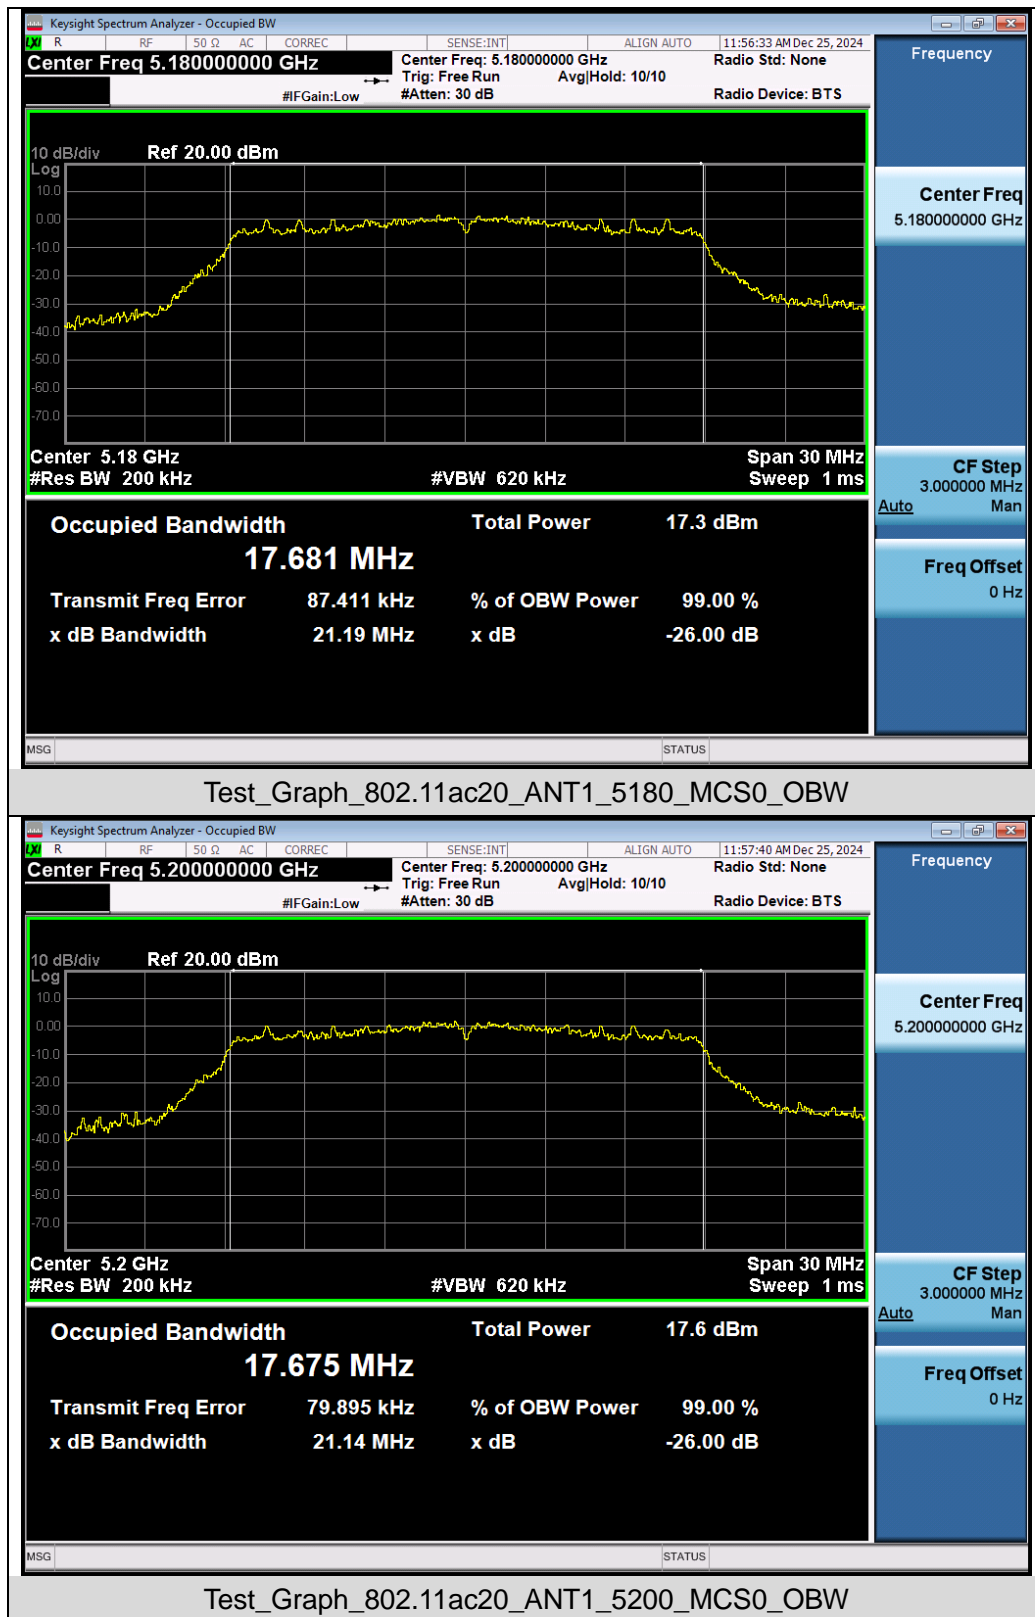 Keysight Spectrum Analyzer - Occupied BW
LXI R RF 50 Ω AC CORREC SENSE:INT ALIGN AUTO 11:56:33 AM Dec 25, 2024
Center Freq 5.180000000 GHz Center Freq: 5.180000000 GHz Radio Std: None
Trig: Free Run Avg|Hold: 10/10
#IFGain:Low #Atten: 30 dB Radio Device: BTS
10 dB/div Ref 20.00 dBm
Log
10.0
0.00
-10.0
-20.0
-30.0
-40.0
-50.0
-60.0
-70.0
Center 5.18 GHz Span 30 MHz
#Res BW 200 kHz #VBW 620 kHz Sweep 1 ms
Occupied Bandwidth Total Power 17.3 dBm
17.681 MHz
Transmit Freq Error 87.411 kHz % of OBW Power 99.00 %
x dB Bandwidth 21.19 MHz x dB -26.00 dB
MSG STATUS
Frequency
Center Freq
5.180000000 GHz
CF Step
3.000000 MHz
Auto Man
Freq Offset
0 Hz
Test_Graph_802.11ac20_ANT1_5180_MCS0_OBW
Keysight Spectrum Analyzer - Occupied BW
LXI R RF 50 Ω AC CORREC SENSE:INT ALIGN AUTO 11:57:40 AM Dec 25, 2024
Center Freq 5.200000000 GHz Center Freq: 5.200000000 GHz Radio Std: None
Trig: Free Run Avg|Hold: 10/10
#IFGain:Low #Atten: 30 dB Radio Device: BTS
10 dB/div Ref 20.00 dBm
Log
10.0
0.00
-10.0
-20.0
-30.0
-40.0
-50.0
-60.0
-70.0
Center 5.2 GHz Span 30 MHz
#Res BW 200 kHz #VBW 620 kHz Sweep 1 ms
Occupied Bandwidth Total Power 17.6 dBm
17.675 MHz
Transmit Freq Error 79.895 kHz % of OBW Power 99.00 %
x dB Bandwidth 21.14 MHz x dB -26.00 dB
MSG STATUS
Frequency
Center Freq
5.200000000 GHz
CF Step
3.000000 MHz
Auto Man
Freq Offset
0 Hz
Test_Graph_802.11ac20_ANT1_5200_MCS0_OBW